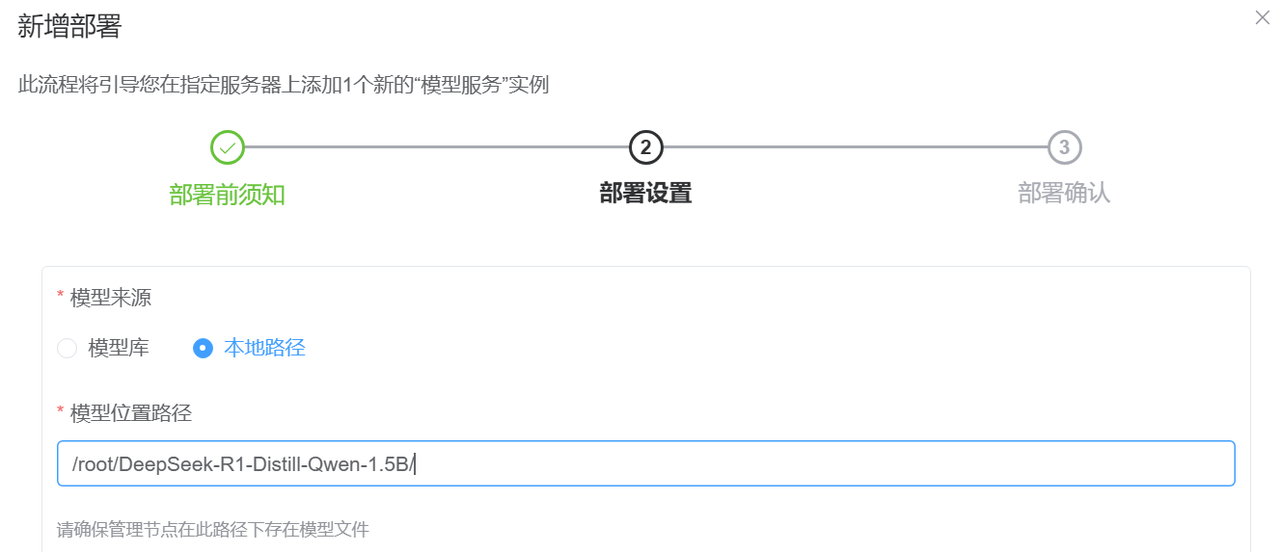 新增部署
此流程将引导您在指定服务器上添加1个新的“模型服务”实例
2 3
部署前须知 部署设置 部署确认
* 模型来源
模型库 本地路径
* 模型位置路径
/root/DeepSeek-R1-Distill-Qwen-1.5B/
请确保管理节点在此路径下存在模型文件